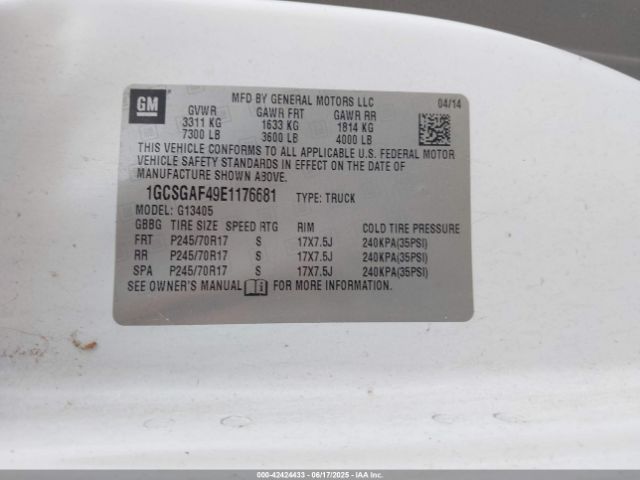 GM
MFD BY GENERAL MOTORS LLC 04/14
GVWR GAWR FRT GAWR RR
3311 KG 1633 KG 1814 KG
7300 LB 3600 LB 4000 LB
THIS VEHICLE CONFORMS TO ALL APPLICABLE U.S. FEDERAL MOTOR
VEHICLE SAFETY STANDARDS IN EFFECT ON THE DATE OF
MANUFACTURE SHOWN ABOVE.
1GCSGAF49E1176681 TYPE: TRUCK
MODEL: G13405
GBBG TIRE SIZE SPEED RTG RIM COLD TIRE PRESSURE
FRT P245/70R17 S 17X7.5J 240KPA(35PSI)
RR P245/70R17 S 17X7.5J 240KPA(35PSI)
SPA P245/70R17 S 17X7.5J 240KPA(35PSI)
SEE OWNER'S MANUAL FOR MORE INFORMATION.
000-42424433 - 06/17/2025 - COPYRIGHT IAA, LLC.